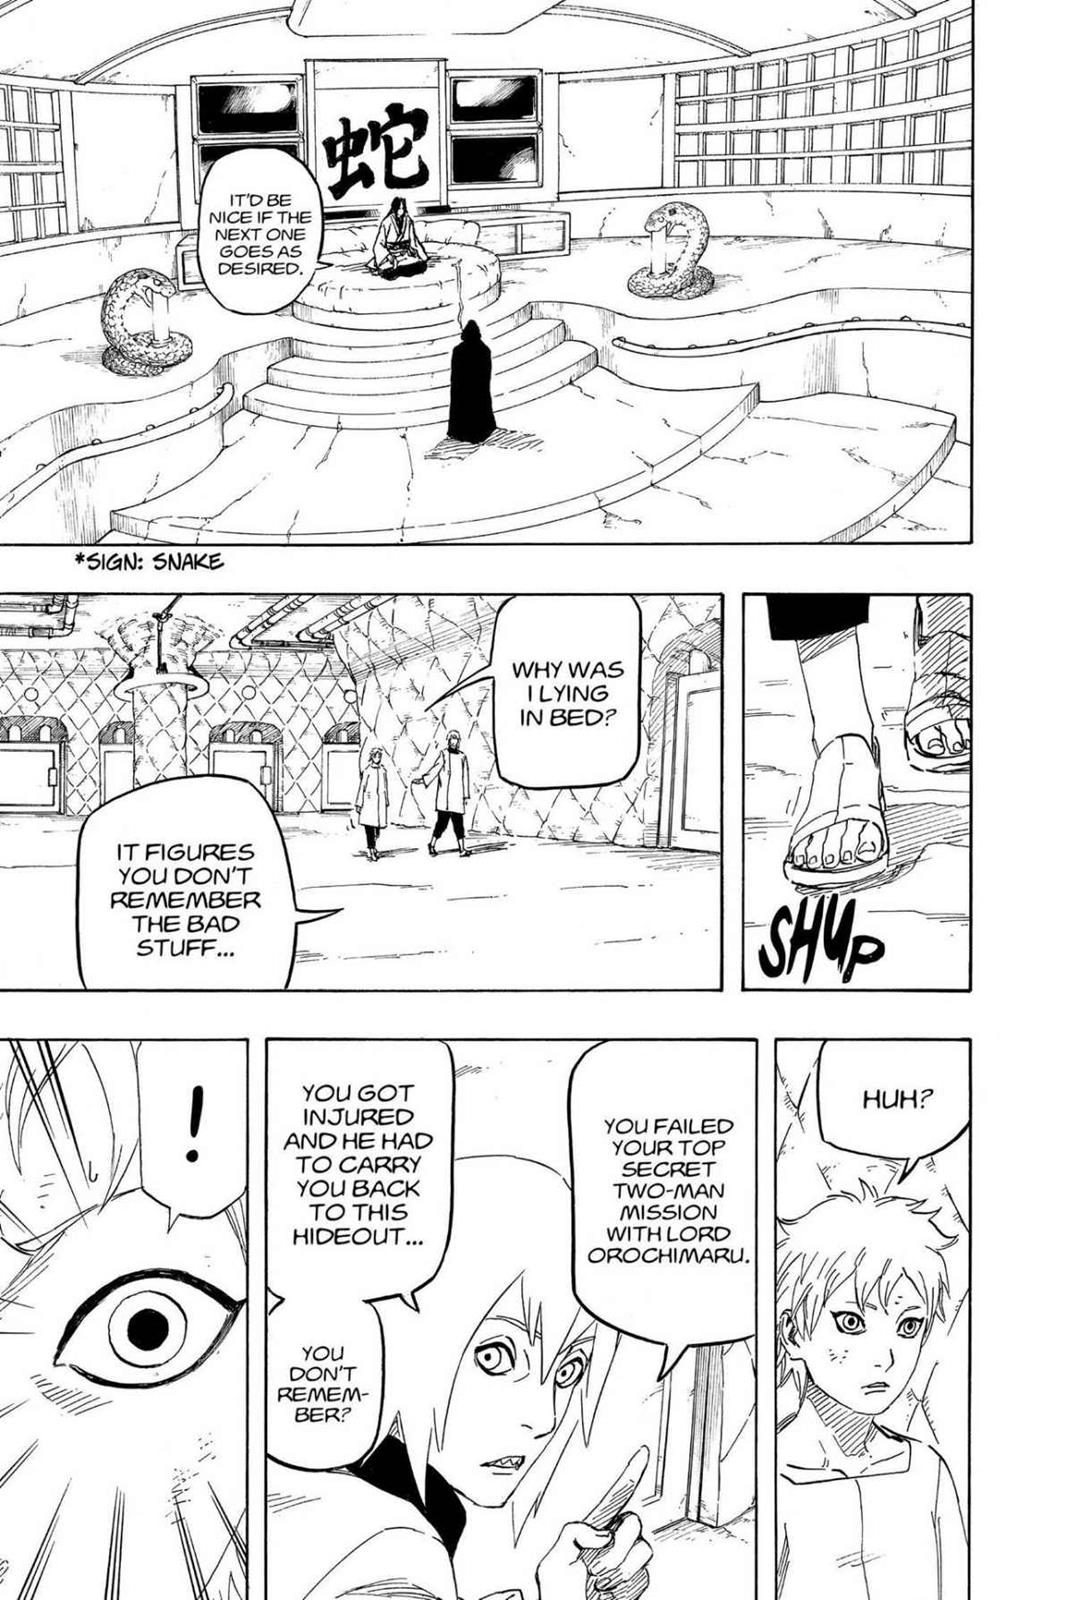 蛇
IT'D BE
NICE IF THE
NEXT ONE
GOES AS
DESIRED.
*SIGN: SNAKE
SHUP
WHY WAS
I LYING
IN BED?
IT FIGURES
YOU DON'T
REMEMBER
THE BAD
STUFF...
HUH?
YOU FAILED
YOUR TOP
SECRET
TWO-MAN
MISSION
WITH LORD
OROCHIMARU.
YOU GOT
INJURED
AND HE HAD
TO CARRY
YOU BACK
TO THIS
HIDEOUT...
YOU
DON'T
REMEM-
BER?
!